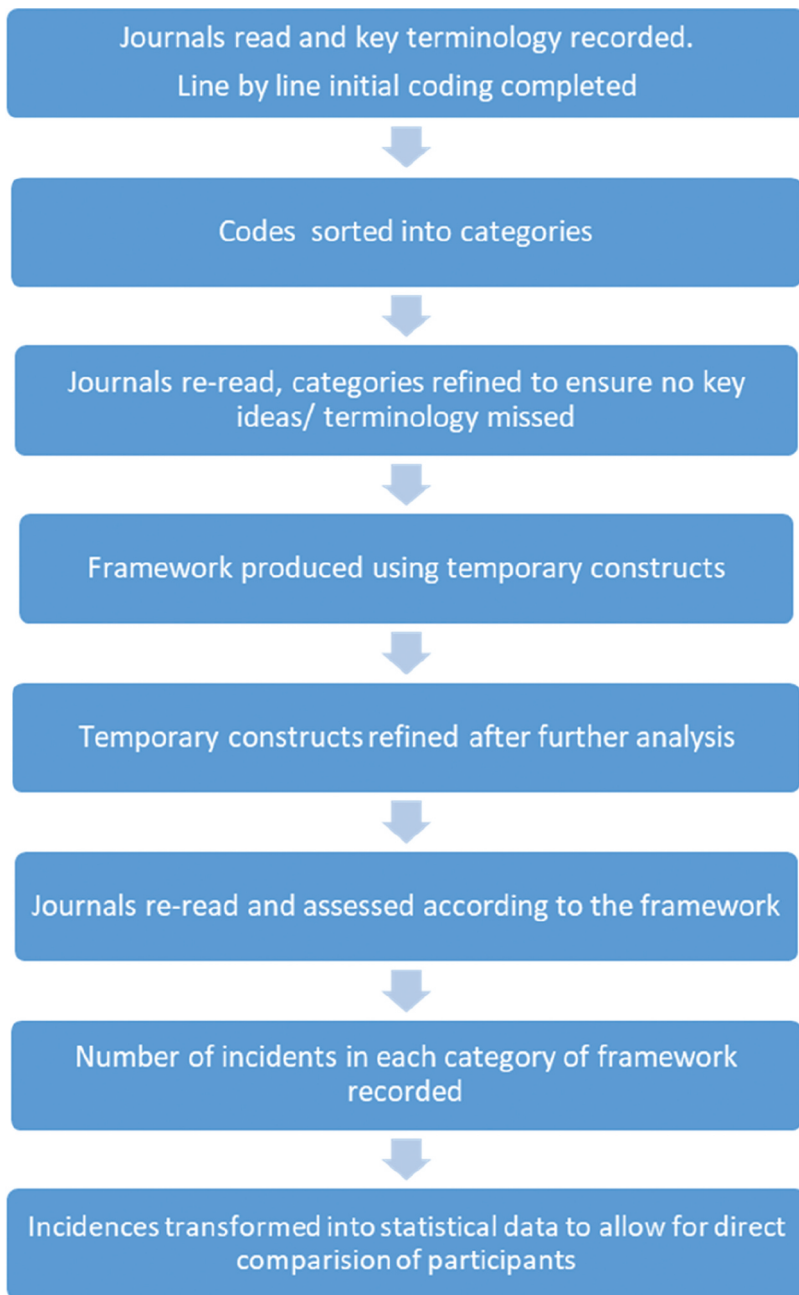 Journals read and key terminology recorded.
Line by line initial coding completed
Codes sorted into categories
Journals re-read, categories refined to ensure no key
ideas/ terminology missed
Framework produced using temporary constructs
Temporary constructs refined after further analysis
Journals re-read and assessed according to the framework
Number of incidents in each category of framework
recorded
Incidences transformed into statistical data to allow for direct
comparision of participants